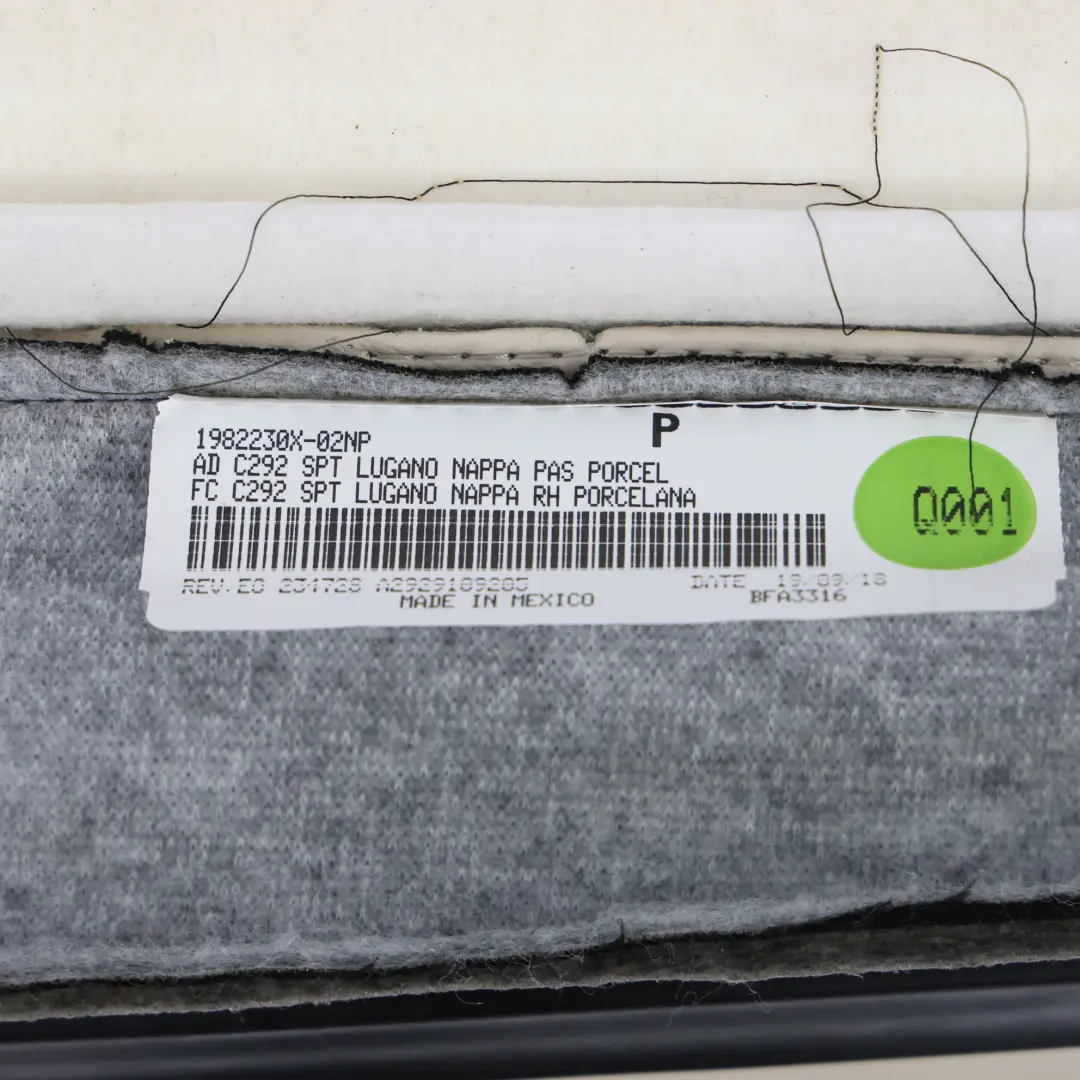 P
1982230X-02NP
AD C292 SPT LUGANO NAPPA PAS PORCEL
FC C292 SPT LUGANO NAPPA RH PORCELANA
Q001
REV. E0 234728 A2929109205 DATE 19/09/18
MADE IN MEXICO BFA3316